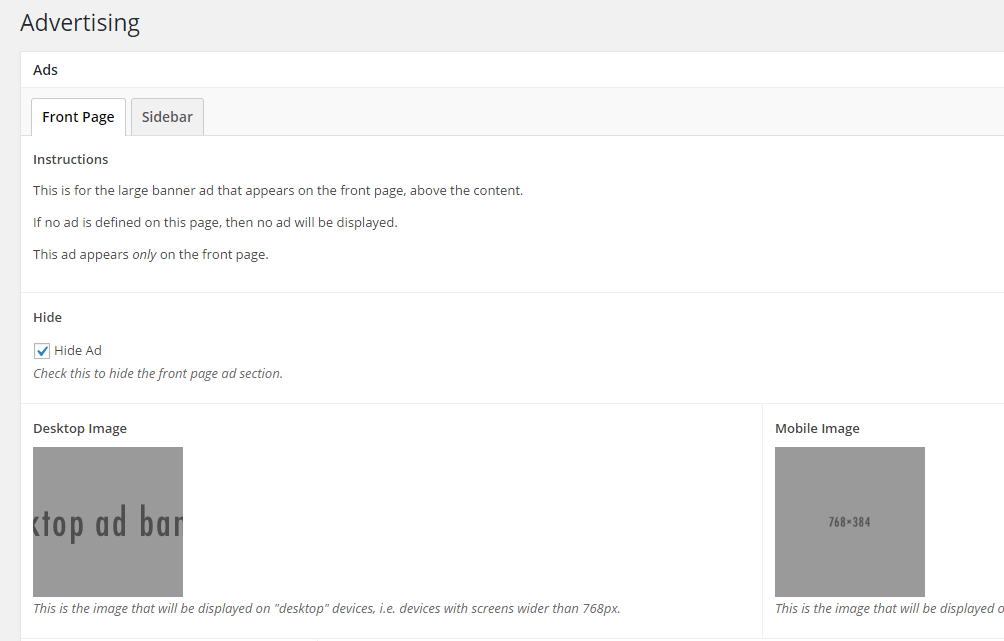 Advertising
Ads
Front Page
Sidebar
Instructions
This is for the large banner ad that appears on the front page, above the content.
If no ad is defined on this page, then no ad will be displayed.
This ad appears only on the front page.
Hide
Hide Ad
Check this to hide the front page ad section.
Desktop Image
ktop ad ban
This is the image that will be displayed on "desktop" devices, i.e. devices with screens wider than 768px.
Mobile Image
768×384
This is the image that will be displayed o